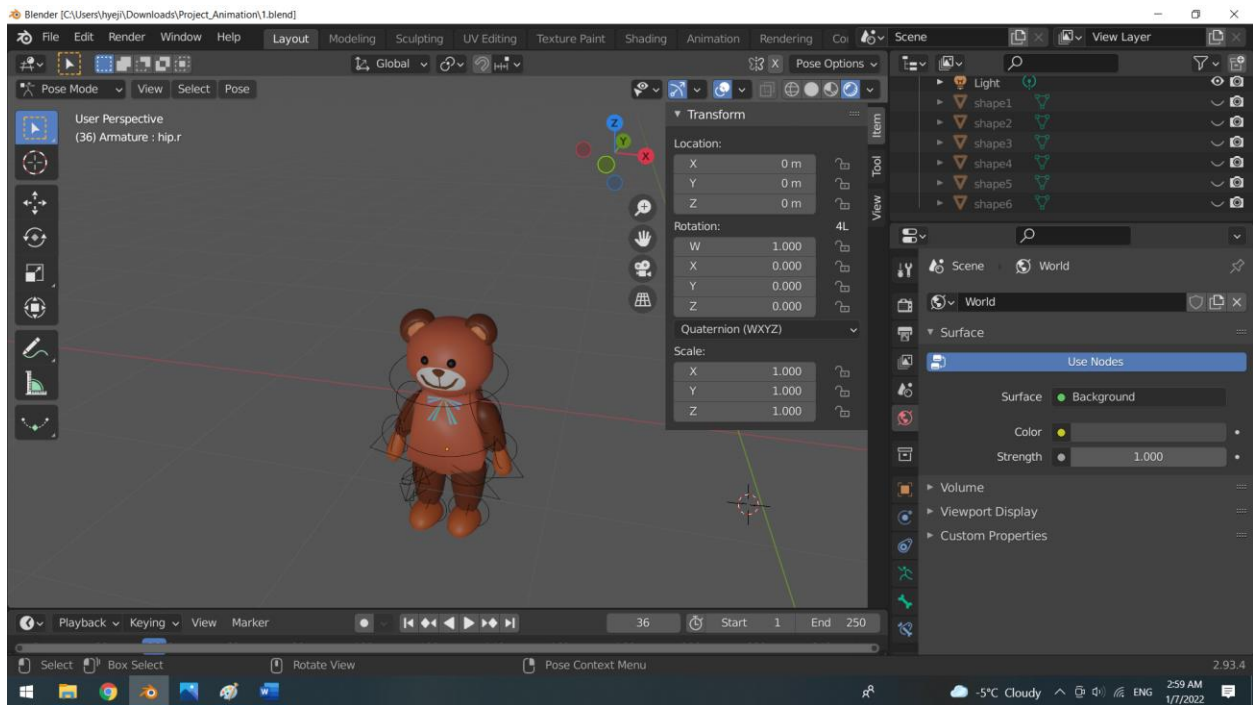 Blender [C:\Users\hyeji\Downloads\Project_Animation\1.blend]
File Edit Render Window Help Layout Modeling Sculpting UV Editing Texture Paint Shading Animation Rendering Co Scene View Layer
Global X Pose Options
Pose Mode View Select Pose
User Perspective
(36) Armature : hip.r
Z
Y
X
Transform
Location:
X 0 m
Y 0 m
Z 0 m
Rotation: 4L
W 1.000
X 0.000
Y 0.000
Z 0.000
Quaternion (WXYZ)
Scale:
X 1.000
Y 1.000
Z 1.000
Item
Tool
View
Light
shape1
shape2
shape3
shape4
shape5
shape6
Scene World
World
Surface
Use Nodes
Surface Background
Color
Strength 1.000
Volume
Viewport Display
Custom Properties
Playback Keying View Marker 36 Start 1 End 250
Select Box Select Rotate View Pose Context Menu 2.93.4
-5°C Cloudy ENG 2:59 AM
1/7/2022